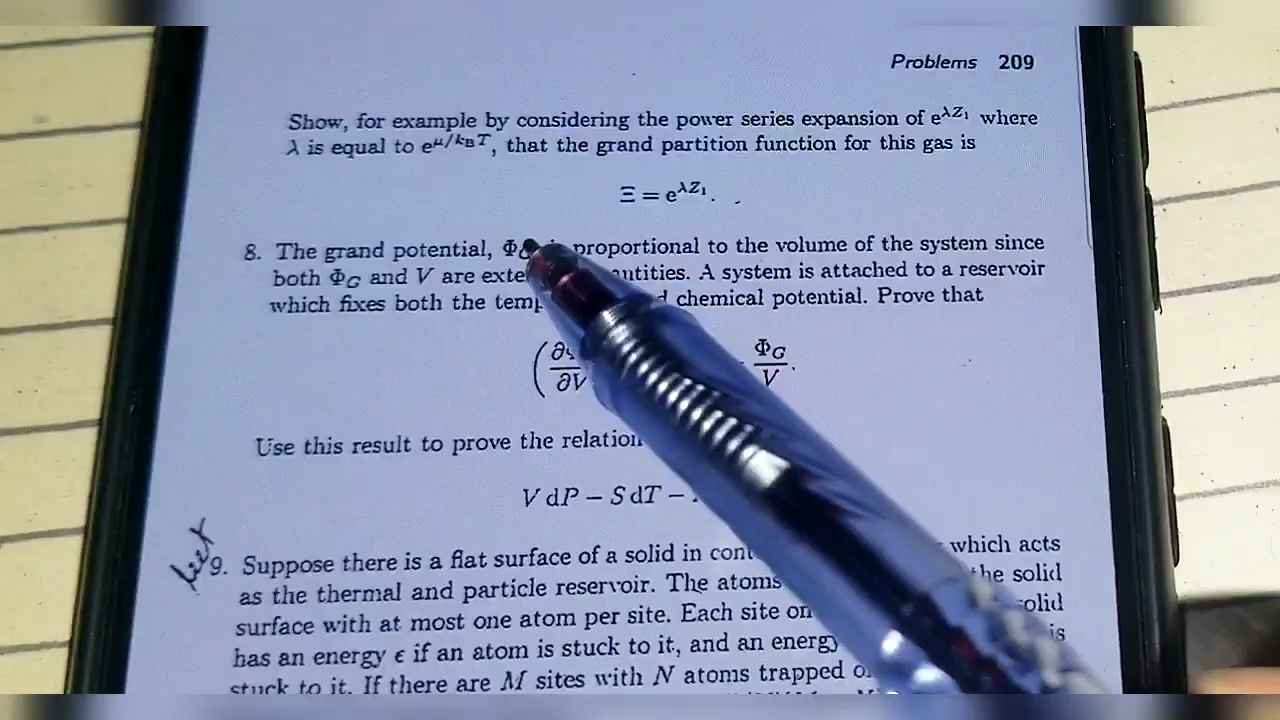 Problems 209
Show, for example by considering the power series expansion of e^{λZ₁} where
λ is equal to e^{μ/k_BT}, that the grand partition function for this gas is
Ξ = e^{λZ₁}.
8. The grand potential, proportional to the volume of the system since
both Φ_G and V are A system is attached to a reservoir
which fixes both the chemical potential. Prove that
(∂ / ∂V Φ_G / V.
Use this result to prove the relation
V dP − S dT −
9. Suppose there is a flat surface of a solid in which acts
as the thermal and particle reservoir. The atoms the solid
surface with at most one atom per site. Each site on
has an energy ϵ if an atom is stuck to it, and an energy is
stuck to it. If there are M sites with N atoms trapped